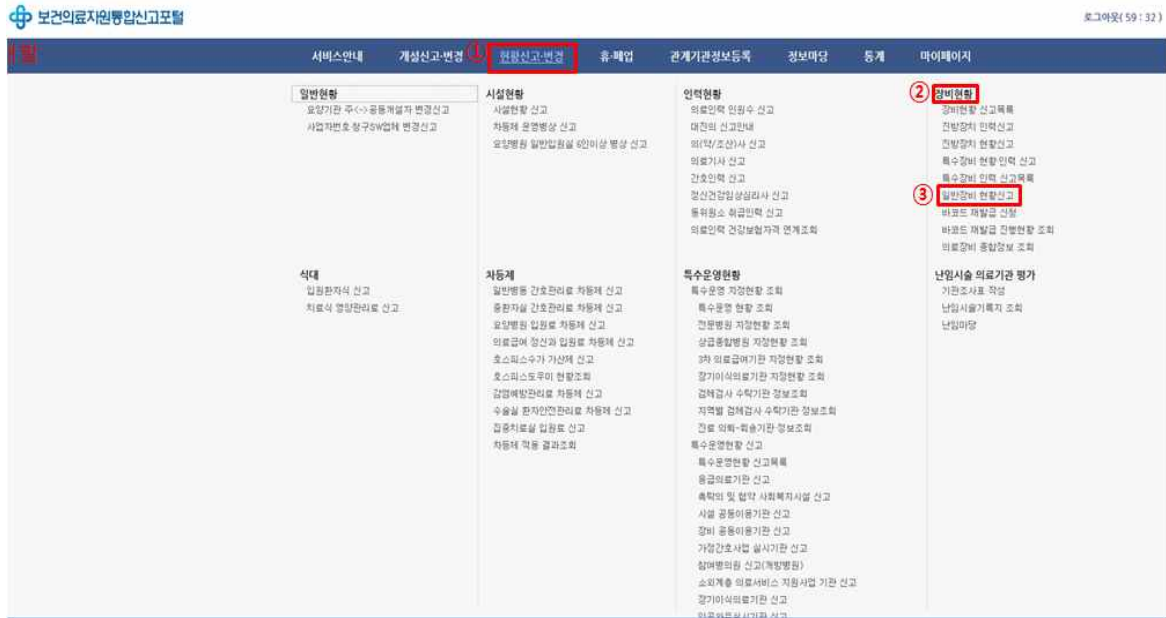 보건의료자원통합신고포털
로그아웃( 59 : 32 )
서비스안내 개설신고·변경 ① 현황신고·변경 휴·폐업 관계기관정보등록 정보마당 통계 마이페이지
일반현황
요양기관 주<->공동개설자 변경신고
사업자번호·청구SW업체 변경신고
시설현황
시설현황 신고
차등제 운영병상 신고
요양병원 일반입원실 6인이상 병상 신고
인력현황
의료인력 인원수 신고
대진의 신고안내
의(약/조산)사 신고
의료기사 신고
간호인력 신고
정신건강임상심리사 신고
동위원소 취급인력 신고
의료인력 건강보험자격 연계조회
② 장비현황
장비현황 신고목록
진방장치 인력신고
진방장치 현황신고
특수장비 현황·인력 신고
특수장비 인력 신고목록
③ 일반장비 현황신고
바코드 재발급 신청
바코드 재발급 진행현황 조회
의료장비 종합정보 조회
식대
입원환자식 신고
치료식 영양관리료 신고
차등제
일반병동 간호관리료 차등제 신고
중환자실 간호관리료 차등제 신고
요양병원 입원료 차등제 신고
의료급여 정신과 입원료 차등제 신고
호스피스수가 가산제 신고
호스피스도우미 현황조회
감염예방관리료 차등제 신고
수술실 환자안전관리료 차등제 신고
집중치료실 입원료 신고
차등제 적용 결과조회
특수운영현황
특수운영 지정현황 조회
특수운영 현황 조회
전문병원 지정현황 조회
상급종합병원 지정현황 조회
3차 의료급여기관 지정현황 조회
장기이식의료기관 지정현황 조회
검체검사 수탁기관 정보조회
지역별 검체검사 수탁기관 정보조회
진료 의뢰-회송기관 정보조회
특수운영현황 신고
특수운영현황 신고목록
응급의료기관 신고
촉탁의 및 협약 사회복지시설 신고
시설 공동이용기관 신고
장비 공동이용기관 신고
가정간호사업 실시기관 신고
참여병의원 신고(개방병원)
소외계층 의료서비스 지원사업 기관 신고
장기이식의료기관 신고
난임시술 의료기관 평가
기관조사표 작성
난임시술기록지 조회
난임마당